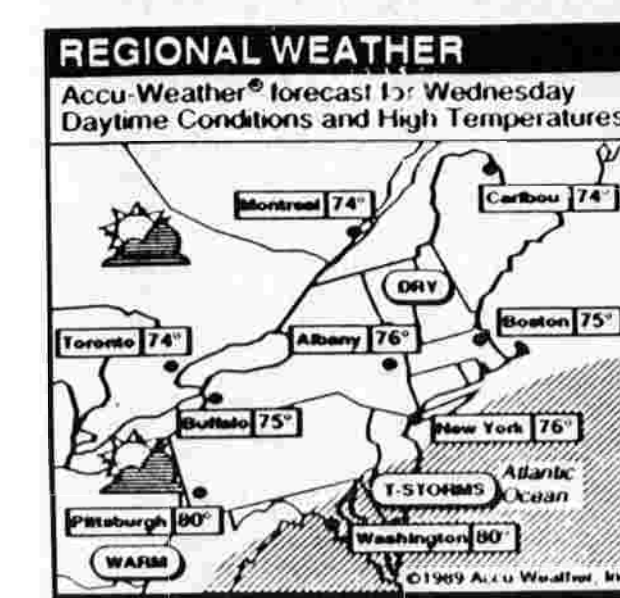 REGIONAL WEATHER
Accu-Weather® forecast for Wednesday
Daytime Conditions and High Temperatures
Montreal 74°
Caribou 74°
DRY
Toronto 74°
Albany 76°
Boston 75°
Buffalo 75°
New York 76°
T-STORMS
Atlantic
Ocean
Pittsburgh 80°
Washington 80°
WARM
©1989 Accu Weather, In